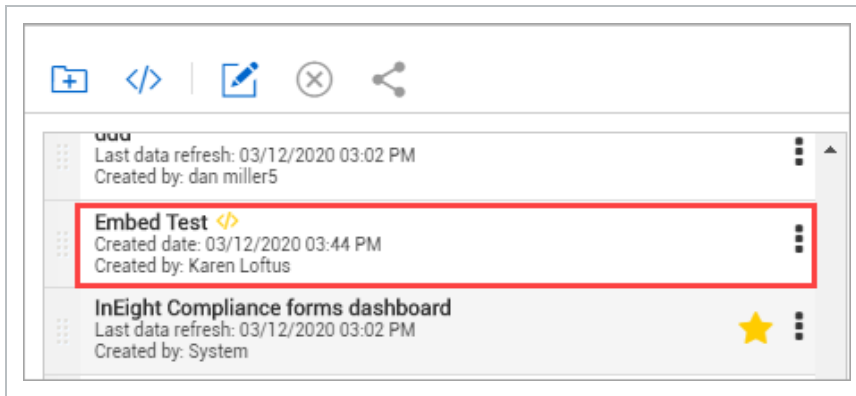 ddd
Last data refresh: 03/12/2020 03:02 PM
Created by: dan miller5
Embed Test </>
Created date: 03/12/2020 03:44 PM
Created by: Karen Loftus
InEight Compliance forms dashboard
Last data refresh: 03/12/2020 03:02 PM
Created by: System